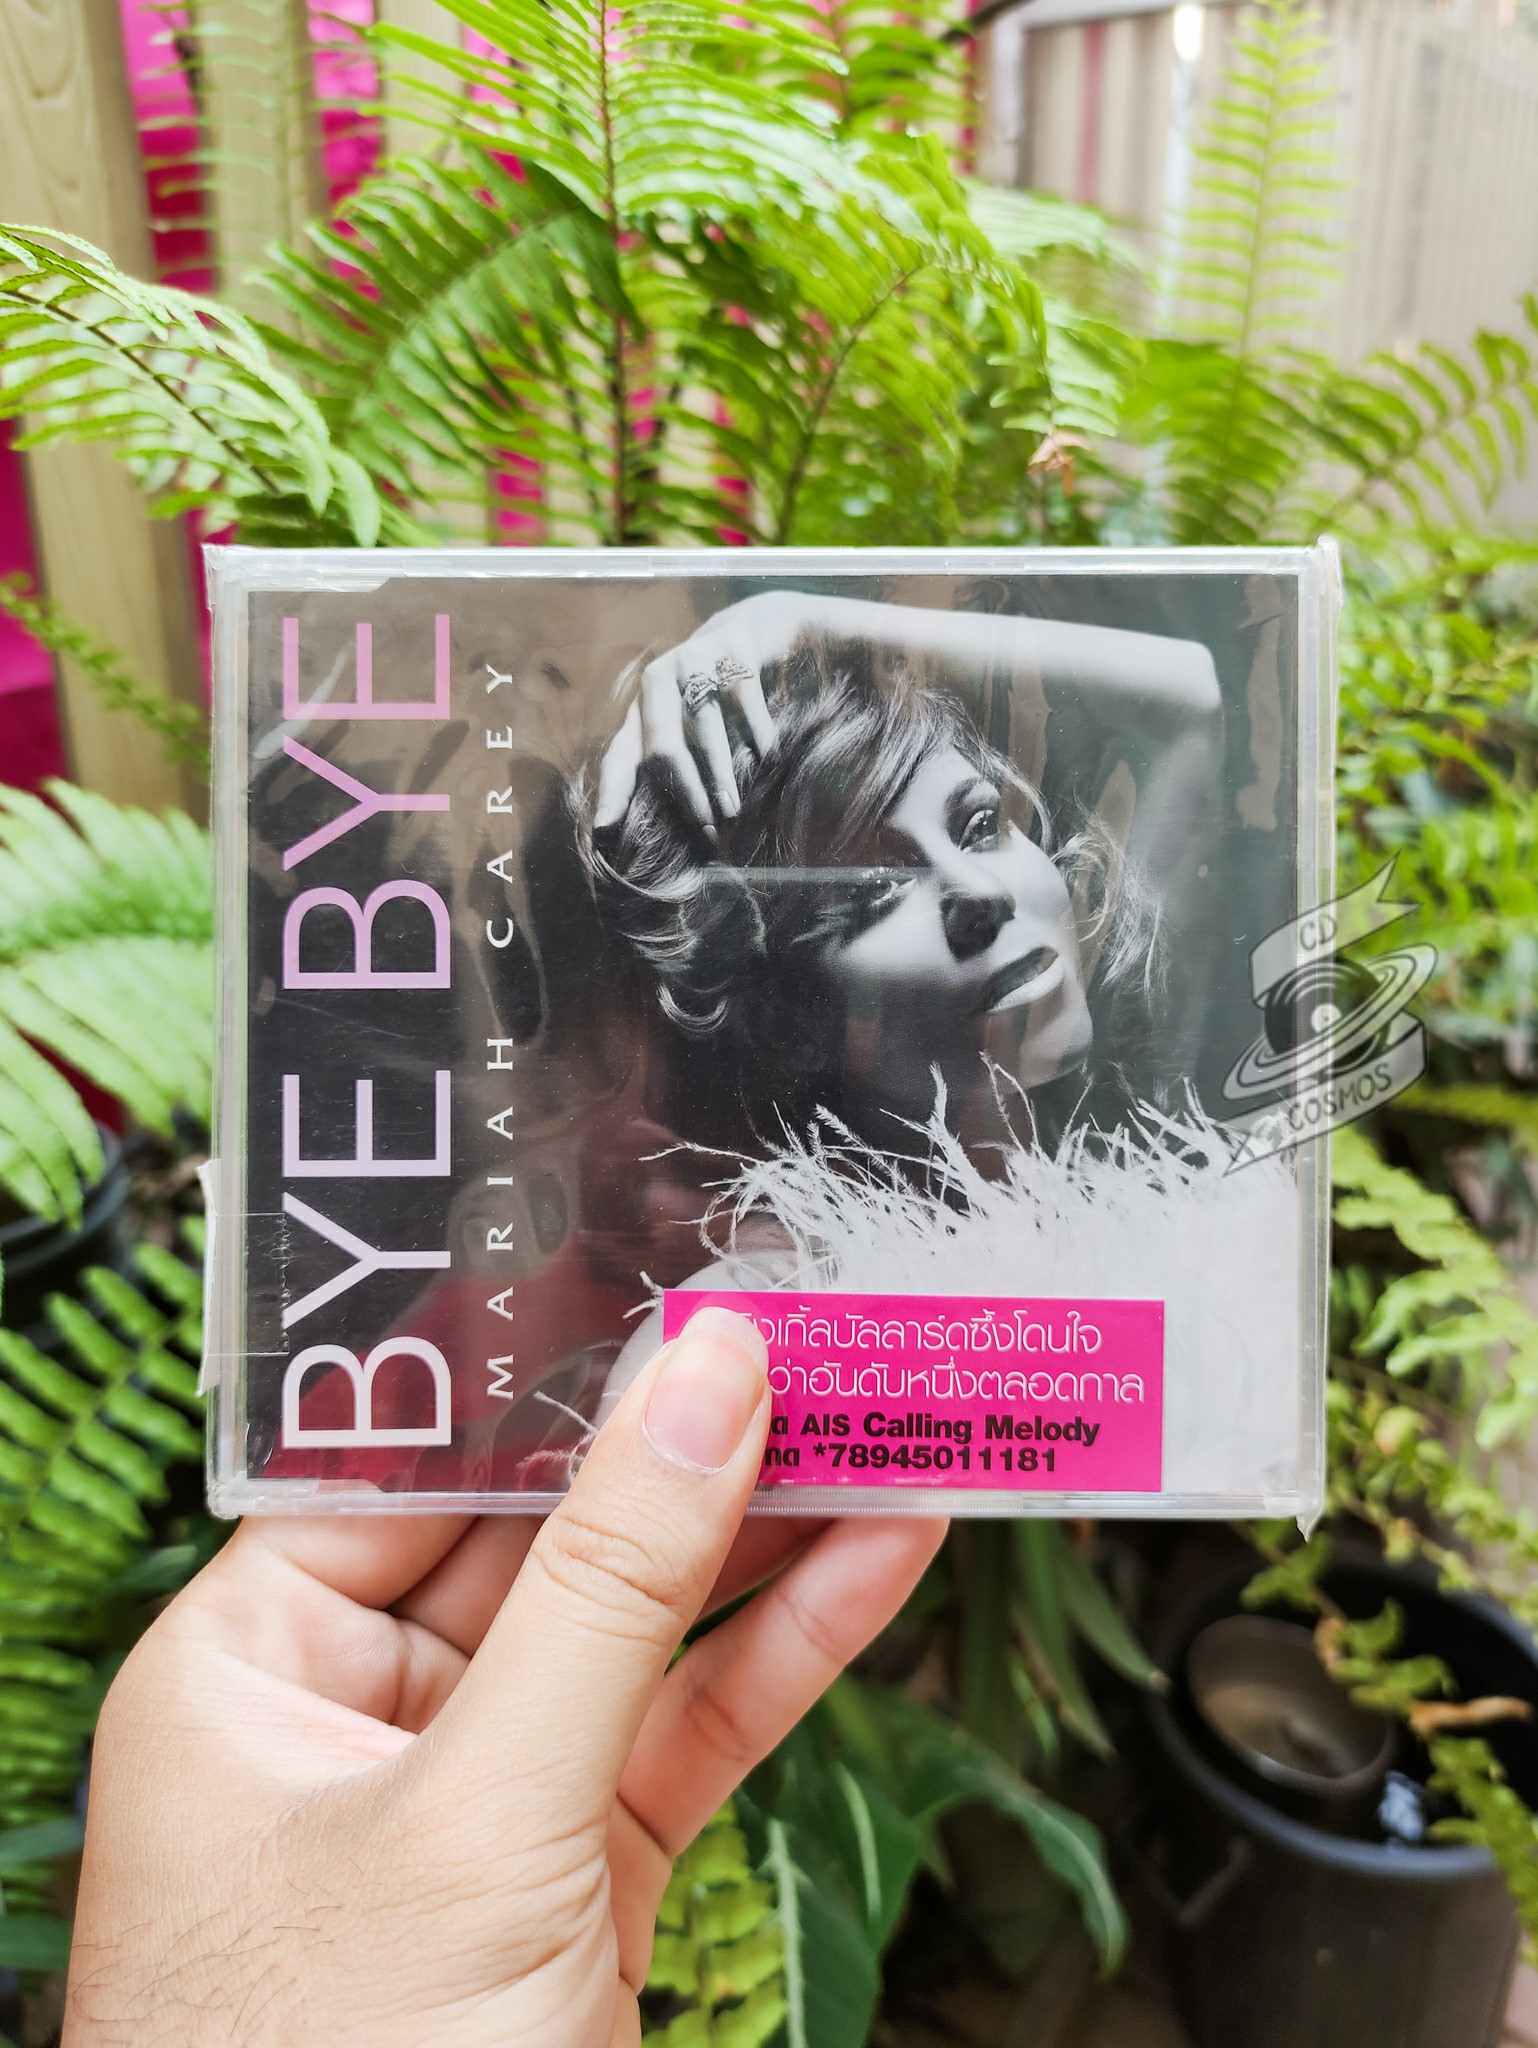 BYE BYE
MARIAH CAREY
เกิ้ลบัลลาร์ดซึ้งโดนใจ
ว่าอันดับหนึ่งตลอดกาล
AIS Calling Melody
*78945011181
CD
COSMOS